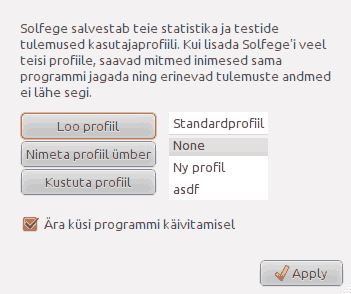 Solfege salvestab teie statistika ja testide
tulemused kasutajaprofiili. Kui lisada Solfege'i veel
teisi profiile, saavad mitmed inimesed sama
programmi jagada ning erinevad tulemuste andmed
ei lähe segi.
Loo profiil
Nimeta profiil ümber
Kustuta profiil
Standardprofiil
None
Ny profil
asdf
Ära küsi programmi käivitamisel
Apply